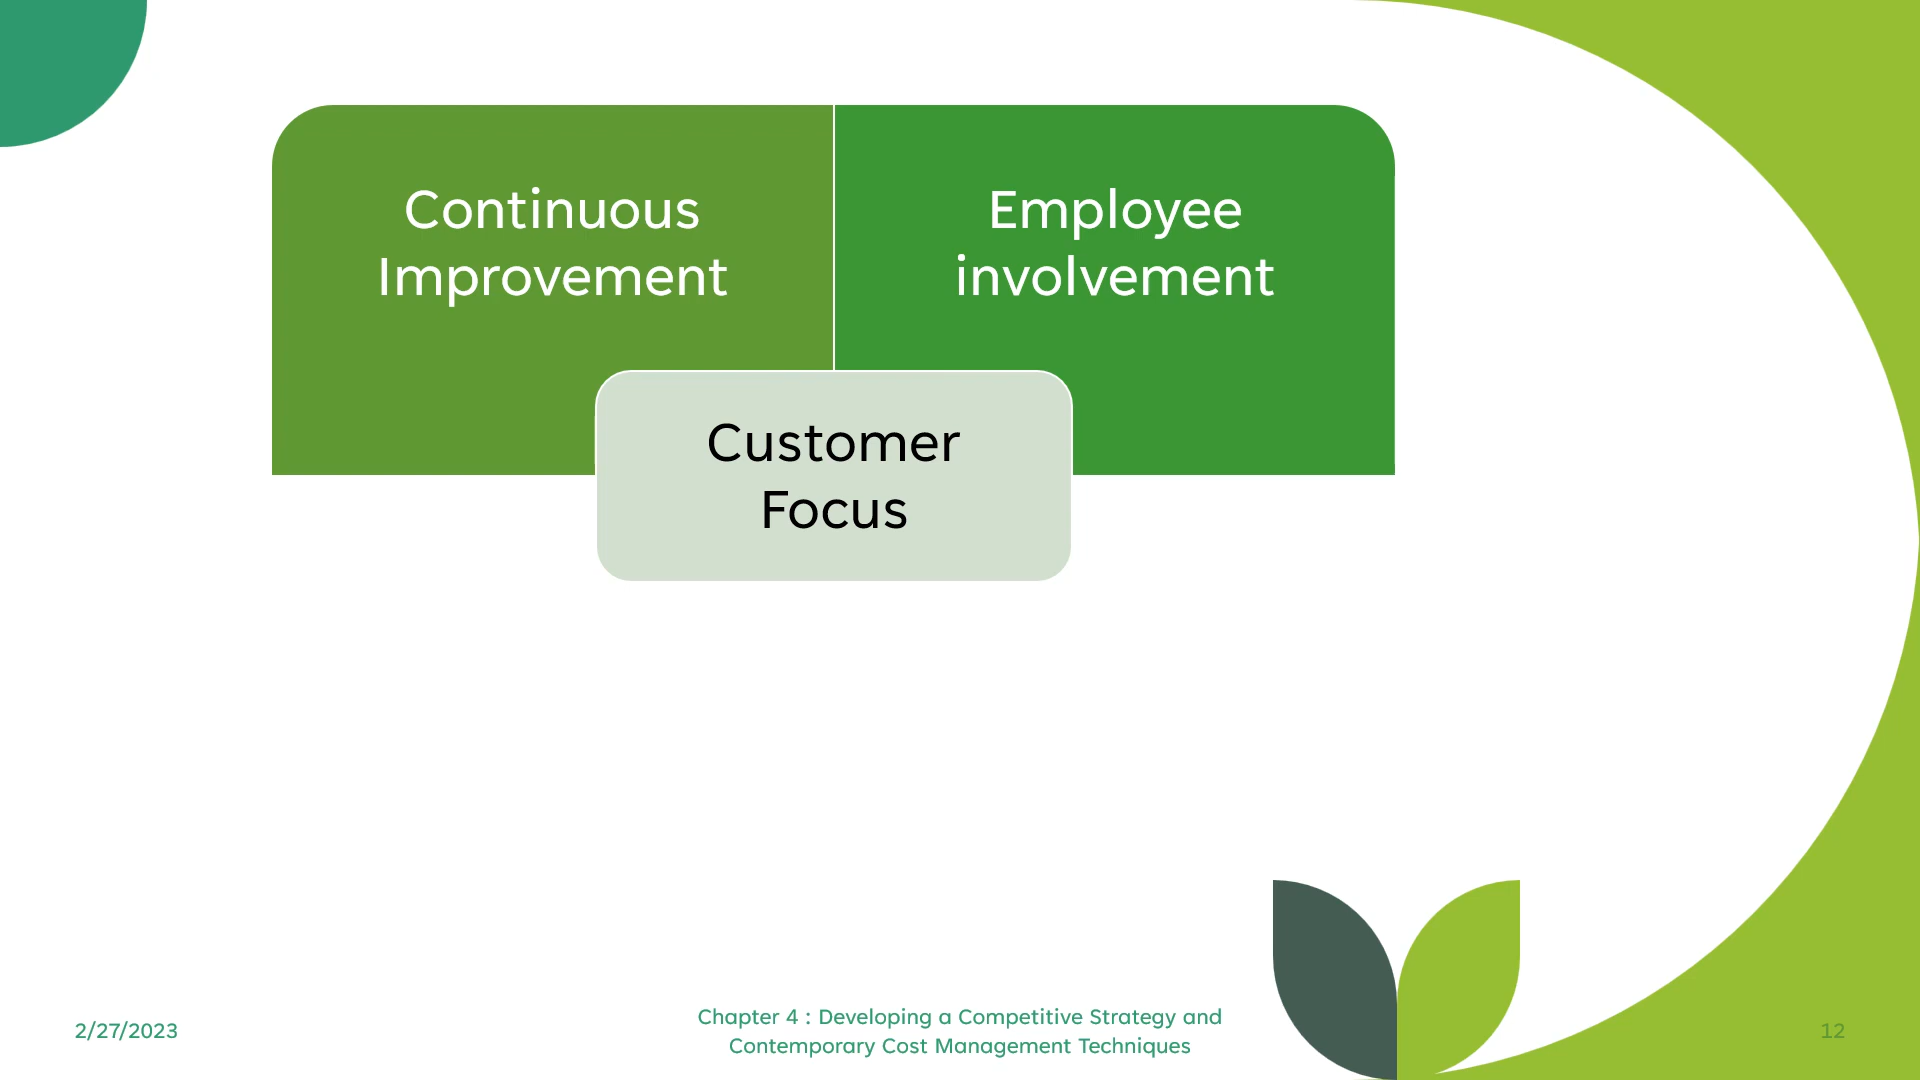 Continuous
Improvement
Employee
involvement
Customer
Focus
2/27/2023
Chapter 4 : Developing a Competitive Strategy and
Contemporary Cost Management Techniques
12